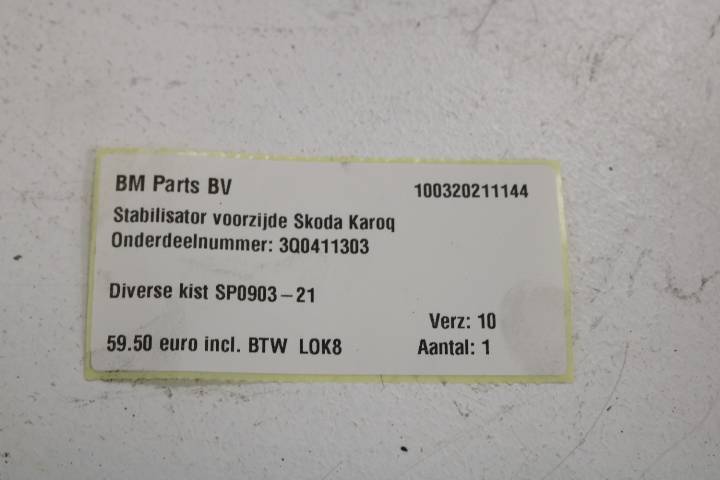 BM Parts BV 100320211144
Stabilisator voorzijde Skoda Karoq
Onderdeelnummer: 3Q0411303
Diverse kist SP0903-21
Verz: 10
59.50 euro incl. BTW LOK8 Aantal: 1